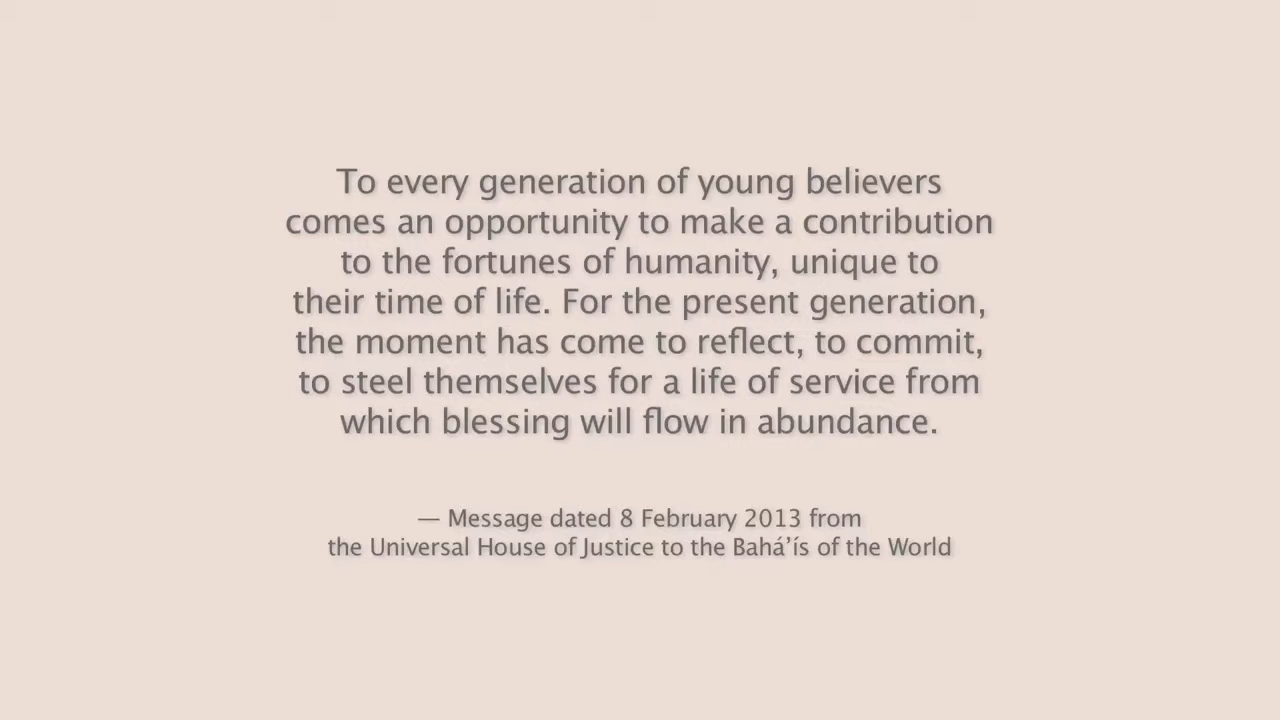 To every generation of young believers
comes an opportunity to make a contribution
to the fortunes of humanity, unique to
their time of life. For the present generation,
the moment has come to reflect, to commit,
to steel themselves for a life of service from
which blessing will flow in abundance.
— Message dated 8 February 2013 from
the Universal House of Justice to the Bahá’ís of the World